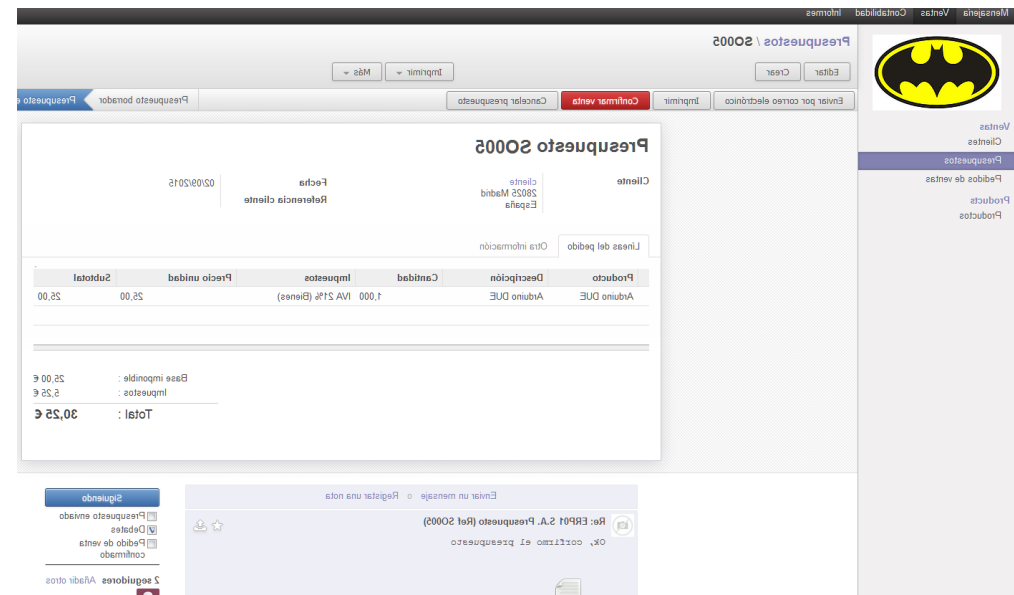 Mensajería Ventas Contabilidad Informes
Presupuestos / SO005
Editar Crear Imprimir Más
Enviar por correo electrónico Imprimir Confirmar venta Cancelar presupuesto Presupuesto borrador Presupuesto e
Ventas
Clientes
Presupuestos
Pedidos de ventas
Products
Productos
Presupuesto SO005
Cliente cliente Fecha 02/09/2015
28025 Madrid
España
Referencia cliente
Líneas del pedido Otra información
Producto Descripción Cantidad Impuestos Precio unidad Subtotal
Arduino DUE Arduino DUE 1,000 IVA 21% (Bienes) 25,00 25,00
Base imponible : 25,00 €
Impuestos : 5,25 €
Total : 30,25 €
Enviar un mensaje o Registar una nota
Re: ERP01 S.A. Presupuesto (Ref SO005)
Ok, corfirmo el presupuesto
Siguiendo
Presupuesto enviado
Debates
Pedido de venta
confirmado
2 seguidores Añadir otros